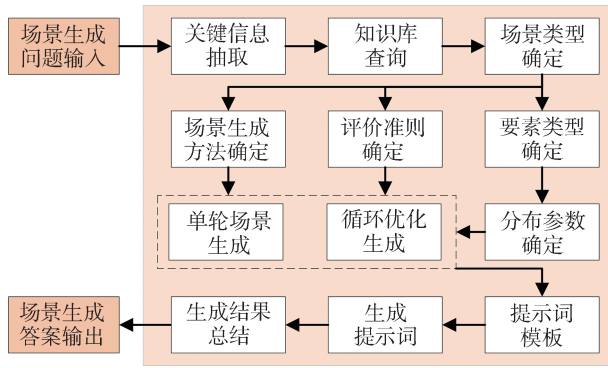 场景生成
问题输入
关键信息
抽取
知识库
查询
场景类型
确定
场景生成
方法确定
评价准则
确定
要素类型
确定
单轮场景
生成
循环优化
生成
分布参数
确定
场景生成
答案输出
生成结果
总结
生成
提示词
提示词
模板